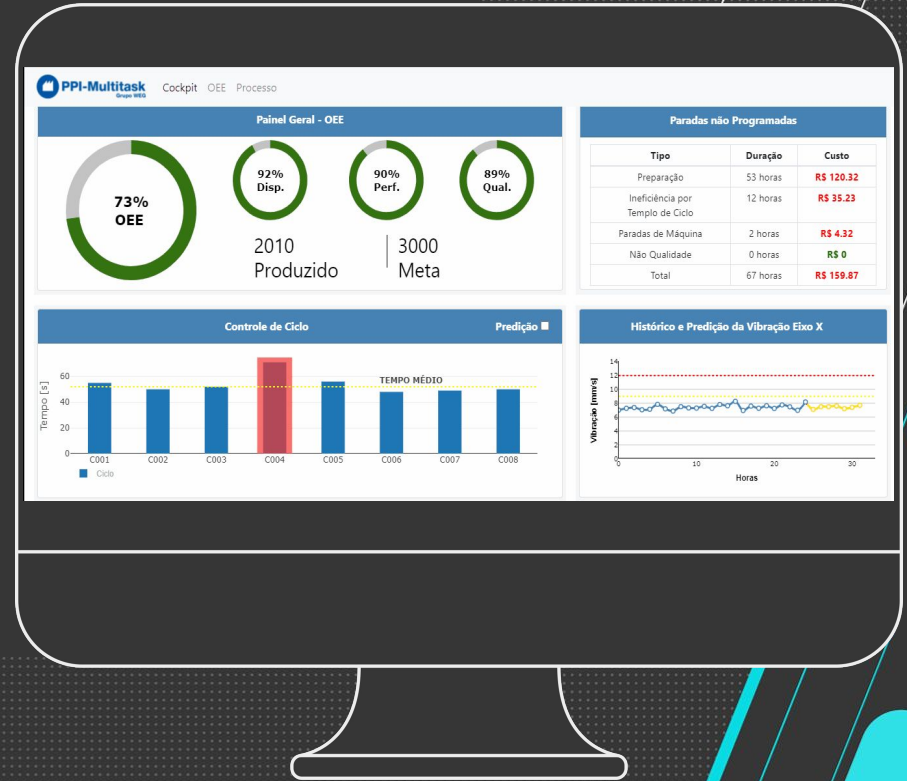 PPI-Multitask
Grupo WEG
Cockpit OEE Processo
Painel Geral - OEE
73%
OEE
92%
Disp.
90%
Perf.
89%
Qual.
2010
Produzido
3000
Meta
Paradas não Programadas
Tipo Duração Custo
Preparação 53 horas R$ 120.32
Ineficiência por
Templo de Ciclo 12 horas R$ 35.23
Paradas de Máquina 2 horas R$ 4.32
Não Qualidade 0 horas R$ 0
Total 67 horas R$ 159.87
Controle de Ciclo Predição
Tempo [s]
60
40
20
0
TEMPO MÉDIO
C001 C002 C003 C004 C005 C006 C007 C008
Ciclo
Histórico e Predição da Vibração Eixo X
Vibração [mm/s]
14
12
10
8
6
4
2
0
0 10 20 30
Horas